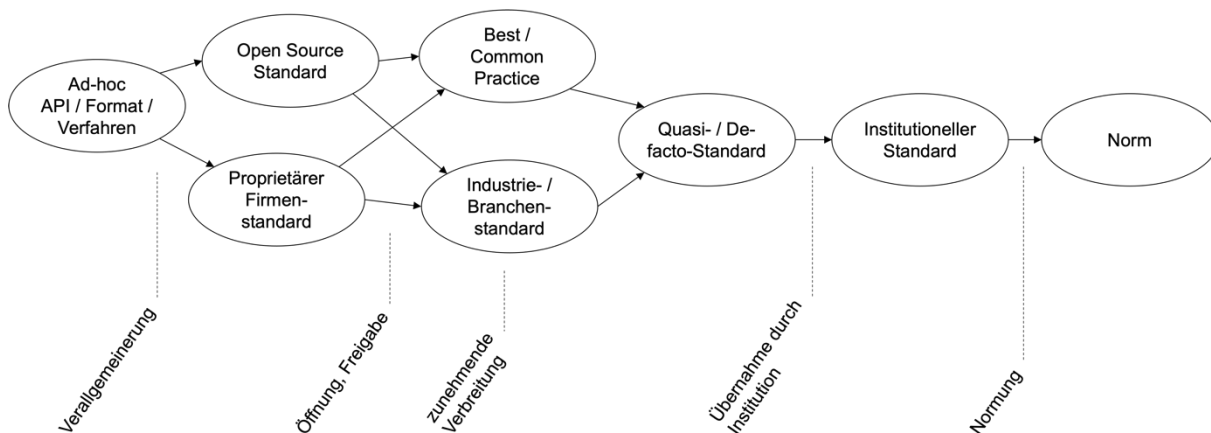 Ad-hoc
API / Format /
Verfahren
Open Source
Standard
Proprietärer
Firmen-
standard
Best /
Common
Practice
Industrie- /
Branchen-
standard
Quasi- / De-
facto-Standard
Institutioneller
Standard
Norm
Verallgemeinerung
Öffnung, Freigabe
zunehmende
Verbreitung
Übernahme durch
Institution
Normung